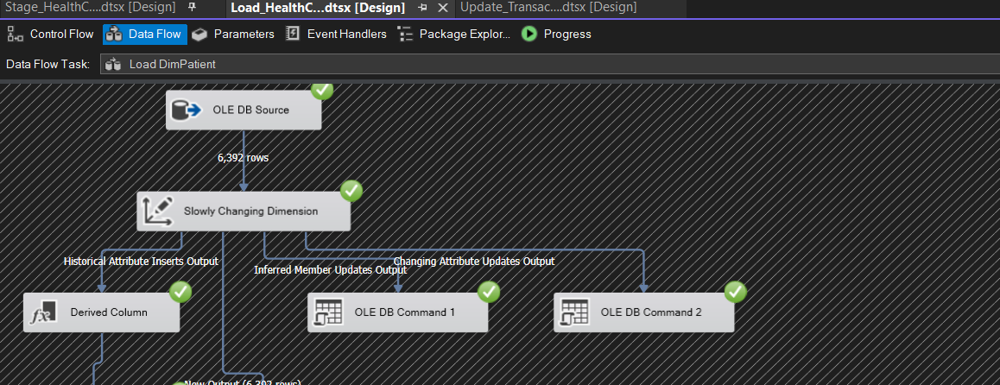 Stage_HealthC....dtsx [Design]
Load_HealthC...dtsx [Design]
Update_Transac....dtsx [Design]
Control Flow
Data Flow
Parameters
Event Handlers
Package Explor...
Progress
Data Flow Task:
Load DimPatient
OLE DB Source
6,392 rows
Slowly Changing Dimension
Historical Attribute Inserts Output
Changing Attribute Updates Output
Inferred Member Updates Output
fx Derived Column
OLE DB Command 1
OLE DB Command 2
New Output (6,392 rows)